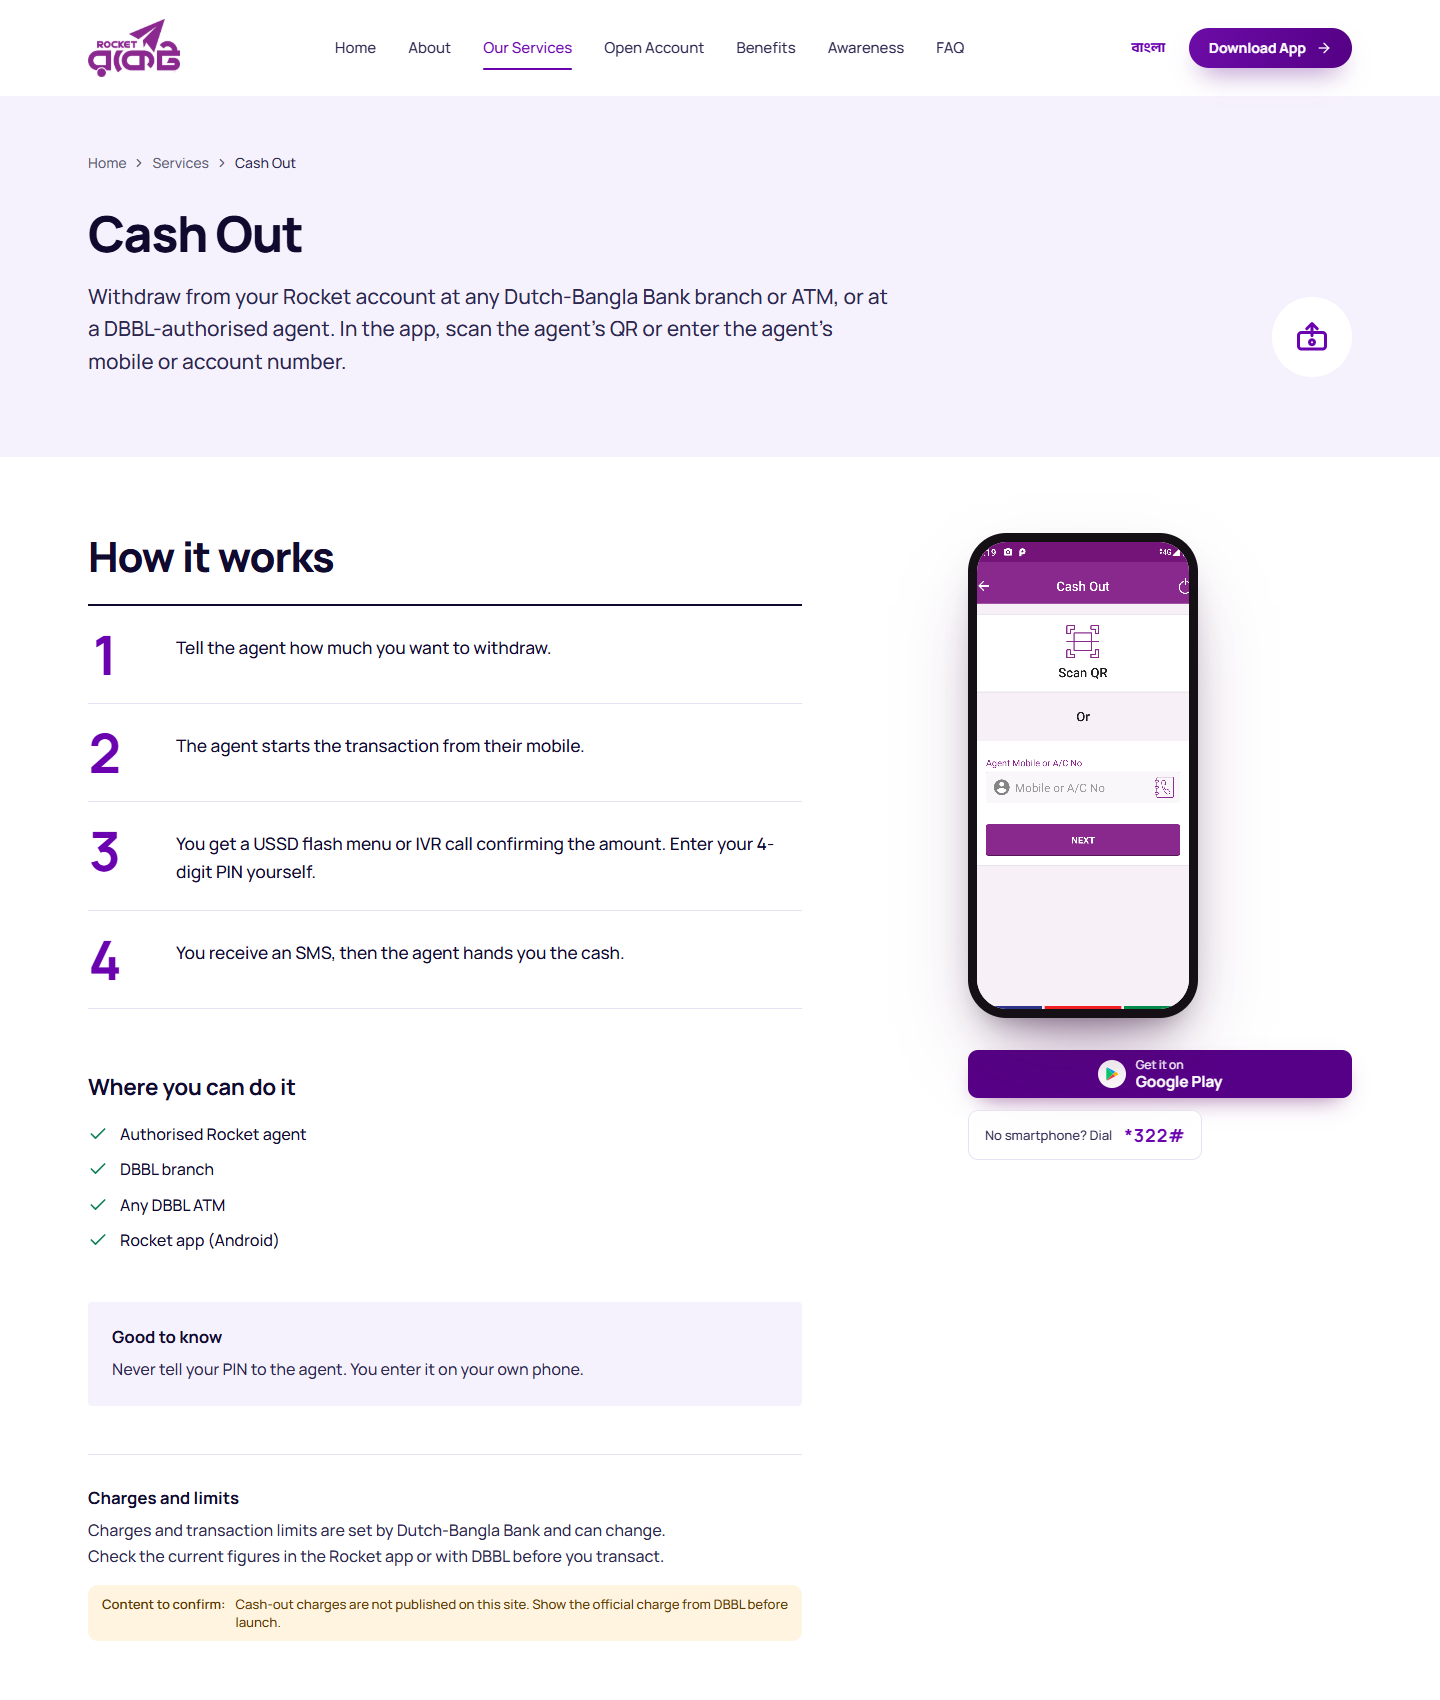 ROCKET
রকেট
Home
About
Our Services
Open Account
Benefits
Awareness
FAQ
বাংলা
Download App
Home
Services
Cash Out
Cash Out
Withdraw from your Rocket account at any Dutch-Bangla Bank branch or ATM, or at
a DBBL-authorised agent. In the app, scan the agent’s QR or enter the agent’s
mobile or account number.
How it works
1
Tell the agent how much you want to withdraw.
2
The agent starts the transaction from their mobile.
3
You get a USSD flash menu or IVR call confirming the amount. Enter your 4-
digit PIN yourself.
4
You receive an SMS, then the agent hands you the cash.
Where you can do it
Authorised Rocket agent
DBBL branch
Any DBBL ATM
Rocket app (Android)
Good to know
Never tell your PIN to the agent. You enter it on your own phone.
Charges and limits
Charges and transaction limits are set by Dutch-Bangla Bank and can change.
Check the current figures in the Rocket app or with DBBL before you transact.
Content to confirm:
Cash-out charges are not published on this site. Show the official charge from DBBL before
launch.
:19
4G
Cash Out
Scan QR
Or
Agent Mobile or A/C No
Mobile or A/C No
NEXT
Get it on
Google Play
No smartphone? Dial *322#